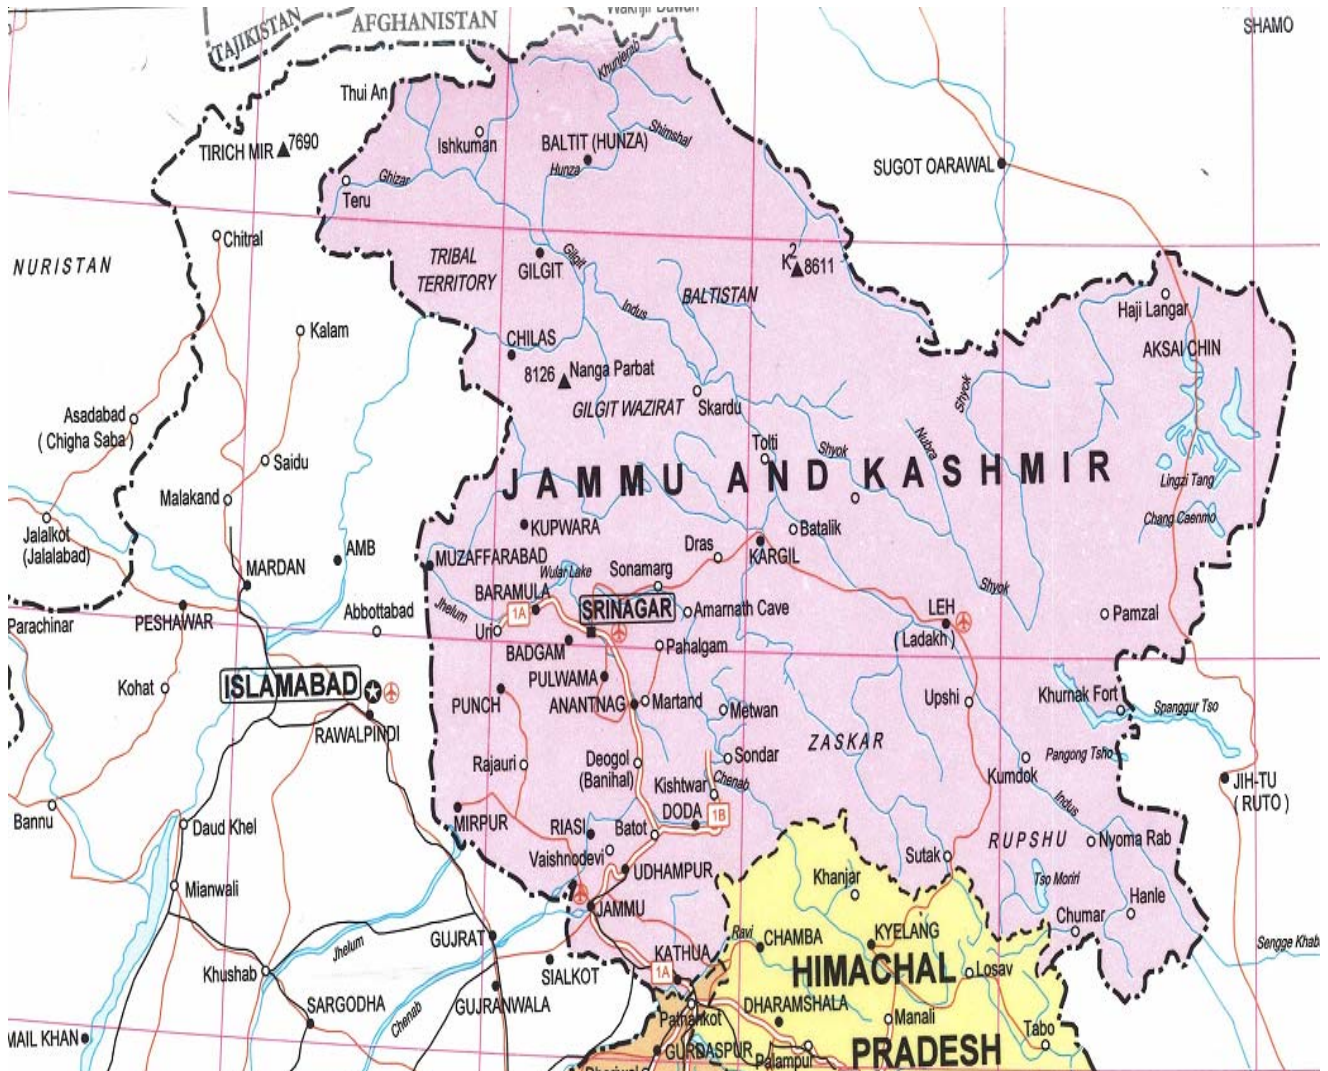 SHAMO
TAJIKISTAN
AFGHANISTAN
Khunjerab
Thui An
Shimshal
TIRICH MIR
7690
Ishkuman
BALTIT (HUNZA)
Hunza
SUGOT OARAWAL
Ghizar
Teru
Chitral
NURISTAN
TRIBAL
TERRITORY
GILGIT
Gilgit
K2
8611
BALTISTAN
Indus
Haji Langar
Kalam
CHILAS
AKSAI CHIN
8126
Nanga Parbat
GILGIT WAZIRAT
Skardu
Shyok
Asadabad
( Chigha Saba )
Tolti
Shyok
Nubra
Saidu
JAMMU AND KASHMIR
Lingzi Tang
Malakand
Chang Caenmo
KUPWARA
Batalik
Jalalkot
(Jalalabad)
AMB
MUZAFFARABAD
Dras
KARGIL
MARDAN
Wular Lake
Sonamarg
Shyok
BARAMULA
Jhelum
1A
SRINAGAR
Amarnath Cave
LEH
( Ladakh )
Pamzal
Abbottabad
PESHAWAR
Parachinar
Uri
BADGAM
Pahalgam
PULWAMA
Kohat
ISLAMABAD
PUNCH
ANANTNAG
Martand
Metwan
Upshi
Khurnak Fort
Spanggur Tso
RAWALPINDI
ZASKAR
Rajauri
Deogol
(Banihal)
Sondar
Pangong Tsho
Kumdok
Kishtwar
Chenab
JIH-TU
( RUTO )
Bannu
Daud Khel
MIRPUR
RIASI
DODA
1B
Batot
Indus
RUPSHU
Nyoma Rab
Vaishnodevi
Sutak
UDHAMPUR
Khanjar
Tso Moriri
Mianwali
Hanle
JAMMU
Chumar
GUJRAT
Ravi
CHAMBA
KYELANG
Jhelum
KATHUA
Sengge Khab
Khushab
SIALKOT
1A
HIMACHAL
Losav
SARGODHA
GUJRANWALA
DHARAMSHALA
Chenab
Pathankot
Manali
Tabo
MAIL KHAN
GURDASPUR
Palampur
PRADESH